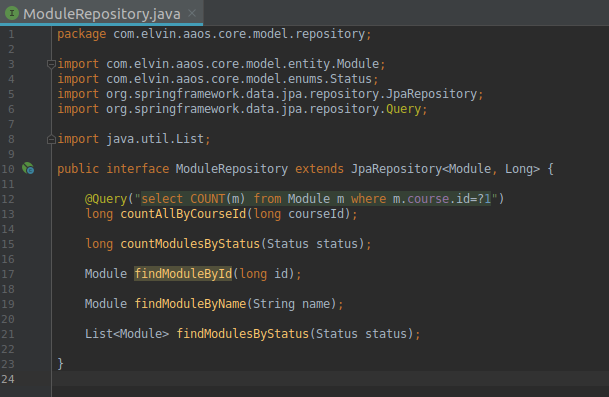 ModuleRepository.java
1 package com.elvin.aaos.core.model.repository;
2
3 import com.elvin.aaos.core.model.entity.Module;
4 import com.elvin.aaos.core.model.enums.Status;
5 import org.springframework.data.jpa.repository.JpaRepository;
6 import org.springframework.data.jpa.repository.Query;
7
8 import java.util.List;
9
10 public interface ModuleRepository extends JpaRepository<Module, Long> {
11
12 @Query("select COUNT(m) from Module m where m.course.id=?1")
13 long countAllByCourseId(long courseId);
14
15 long countModulesByStatus(Status status);
16
17 Module findModuleById(long id);
18
19 Module findModuleByName(String name);
20
21 List<Module> findModulesByStatus(Status status);
22
23 }
24